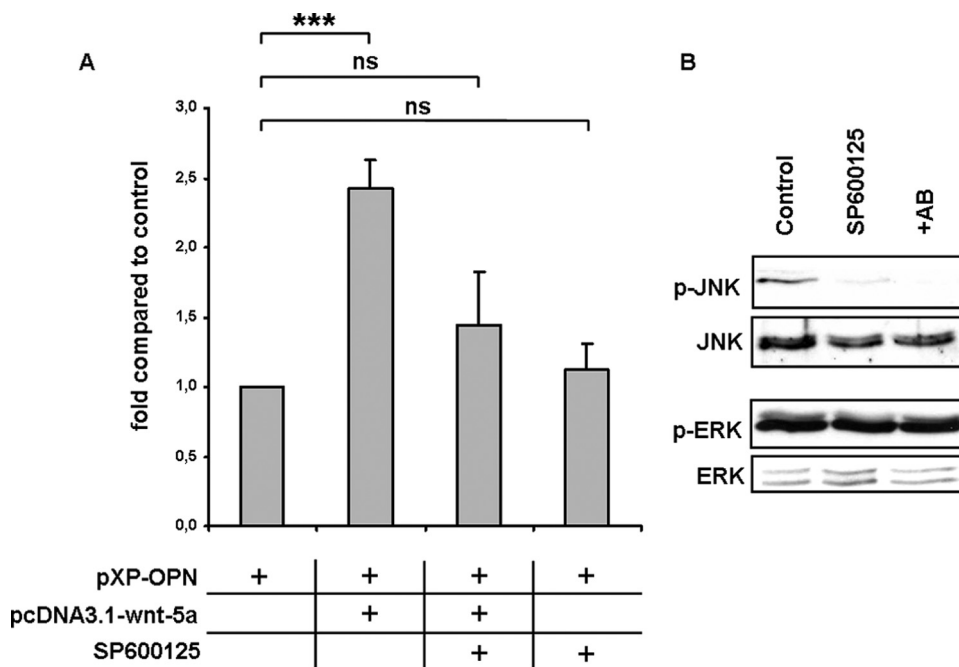 ***
A
ns
B
ns
fold compared to control
3,0
2,5
2,0
1,5
1,0
0,5
0,0
pXP-OPN + + + +
pcDNA3.1-wnt-5a + +
SP600125 + +
Control
SP600125
+AB
p-JNK
JNK
p-ERK
ERK